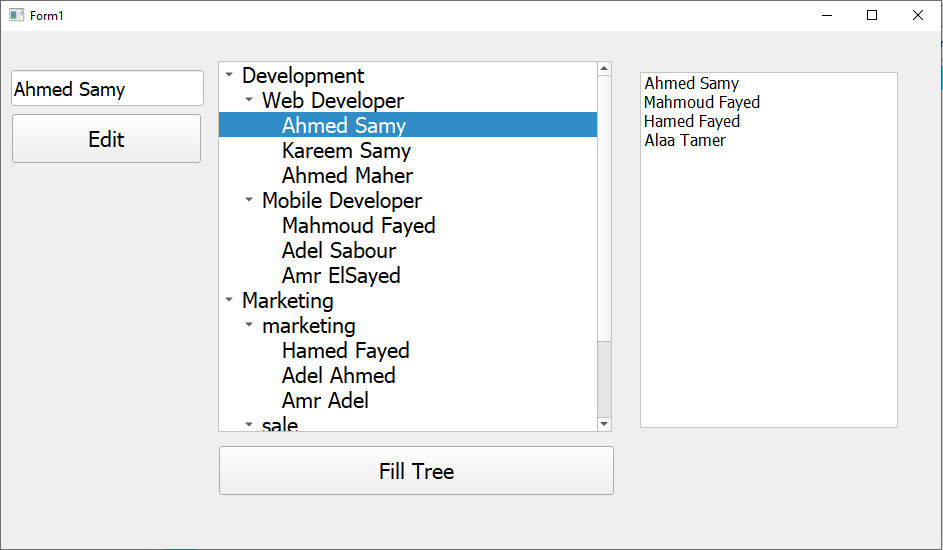 Form1
Ahmed Samy
Edit
Development
Web Developer
Ahmed Samy
Kareem Samy
Ahmed Maher
Mobile Developer
Mahmoud Fayed
Adel Sabour
Amr ElSayed
Marketing
marketing
Hamed Fayed
Adel Ahmed
Amr Adel
sale
Fill Tree
Ahmed Samy
Mahmoud Fayed
Hamed Fayed
Alaa Tamer